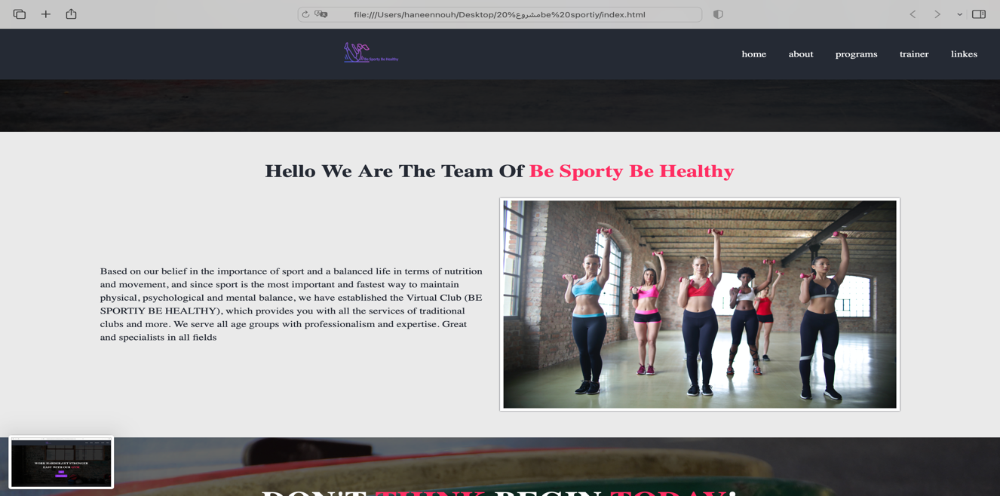 file:///Users/haneennouh/Desktop/20%مشروعbe%20sportiy/index.html
Be Sporty Be Healthy
home about programs trainer linkes
Hello We Are The Team Of Be Sporty Be Healthy
Based on our belief in the importance of sport and a balanced life in terms of nutrition
and movement, and since sport is the most important and fastest way to maintain
physical, psychological and mental balance, we have established the Virtual Club (BE
SPORTIY BE HEALTHY), which provides you with all the services of traditional
clubs and more. We serve all age groups with professionalism and expertise. Great
and specialists in all fields
WORK HARDER,GET STRONGER
EASY WITH OUR GYM
DON'T THINK BEGIN TODAY!